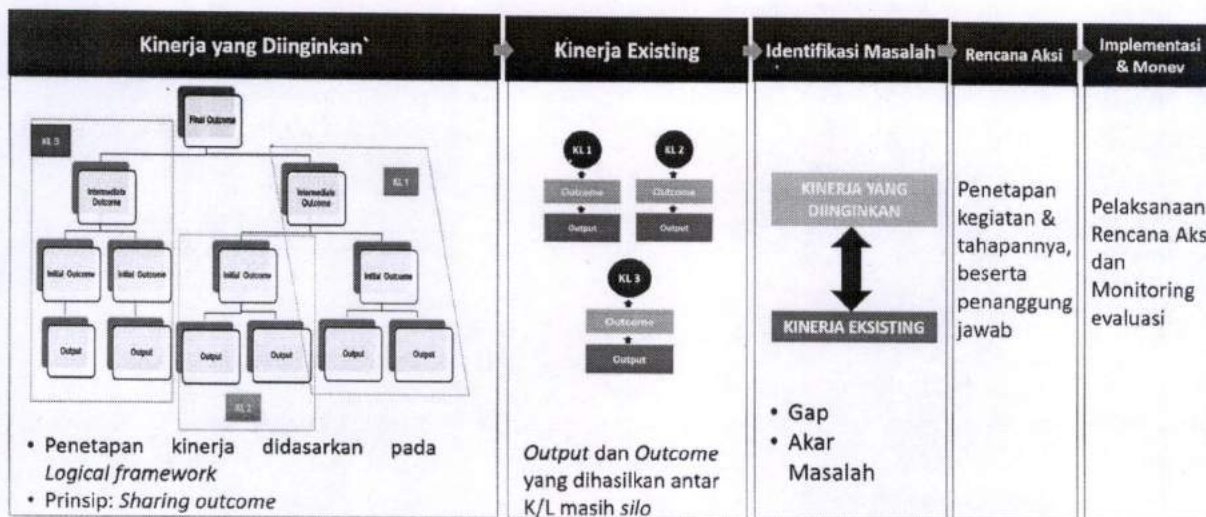 Kinerja yang Diinginkan`
Final Outcome
KL 3
KL 1
Intermediate
Outcome
Intermediate
Outcome
Initial Outcome
Initial Outcome
Initial Outcome
Initial Outcome
Output
Output
Output
Output
Output
Output
KL 2
• Penetapan kinerja didasarkan pada
Logical framework
• Prinsip: Sharing outcome
Kinerja Existing
KL 1
KL 2
Outcome
Outcome
Output
Output
KL 3
Outcome
Output
Output dan Outcome
yang dihasilkan antar
K/L masih silo
Identifikasi Masalah
KINERJA YANG
DIINGINKAN
KINERJA EKSISTING
• Gap
• Akar
Masalah
Rencana Aksi
Penetapan
kegiatan &
tahapannya,
beserta
penanggung
jawab
Implementasi
& Monev
Pelaksanaan
Rencana Aks
dan
Monitoring
evaluasi